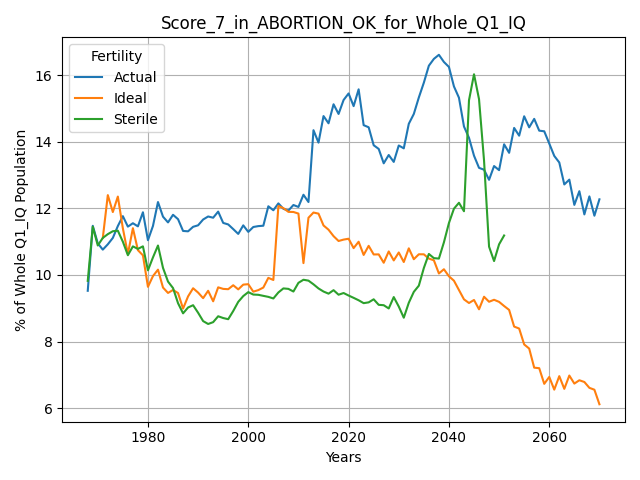 Score_7_in_ABORTION_OK_for_Whole_Q1_IQ
Fertility
Actual
Ideal
Sterile
% of Whole Q1_IQ Population
16
14
12
10
8
6
1980
2000
2020
2040
2060
Years